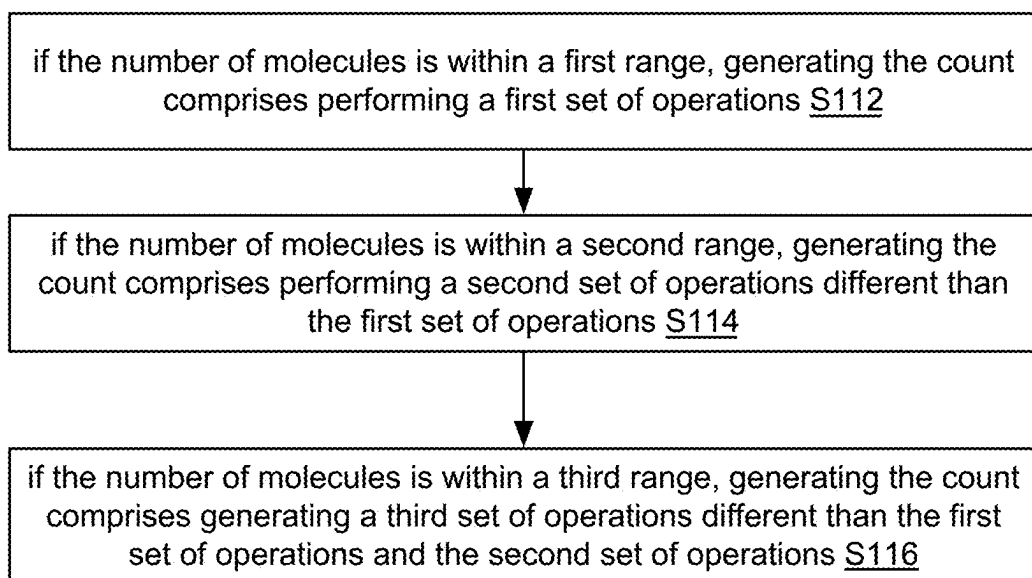 if the number of molecules is within a first range, generating the count
comprises performing a first set of operations S112
if the number of molecules is within a second range, generating the
count comprises performing a second set of operations different than
the first set of operations S114
if the number of molecules is within a third range, generating the count
comprises generating a third set of operations different than the first
set of operations and the second set of operations S116